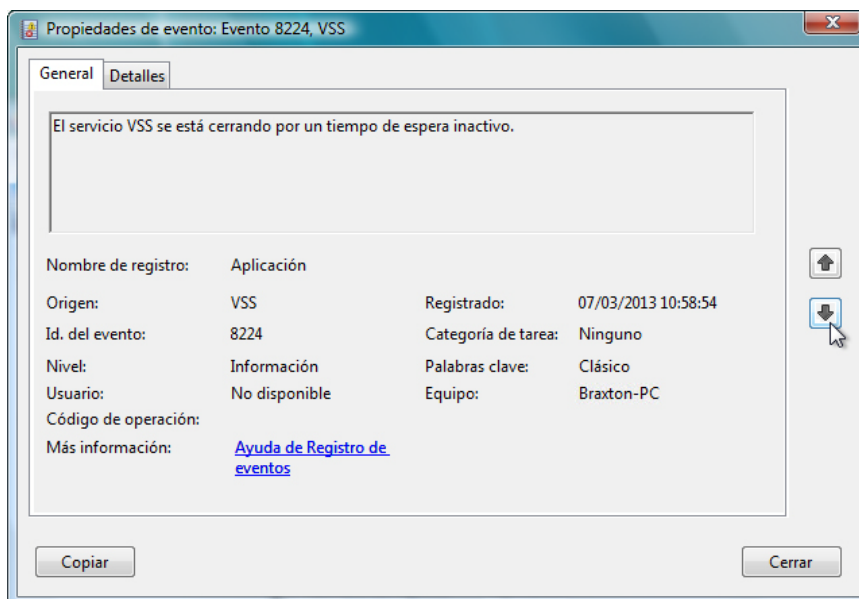 Propiedades de evento: Evento 8224, VSS
General Detalles
El servicio VSS se está cerrando por un tiempo de espera inactivo.
Nombre de registro: Aplicación
Origen: VSS Registrado: 07/03/2013 10:58:54
Id. del evento: 8224 Categoría de tarea: Ninguno
Nivel: Información Palabras clave: Clásico
Usuario: No disponible Equipo: Braxton-PC
Código de operación:
Más información: Ayuda de Registro de
eventos
Copiar Cerrar